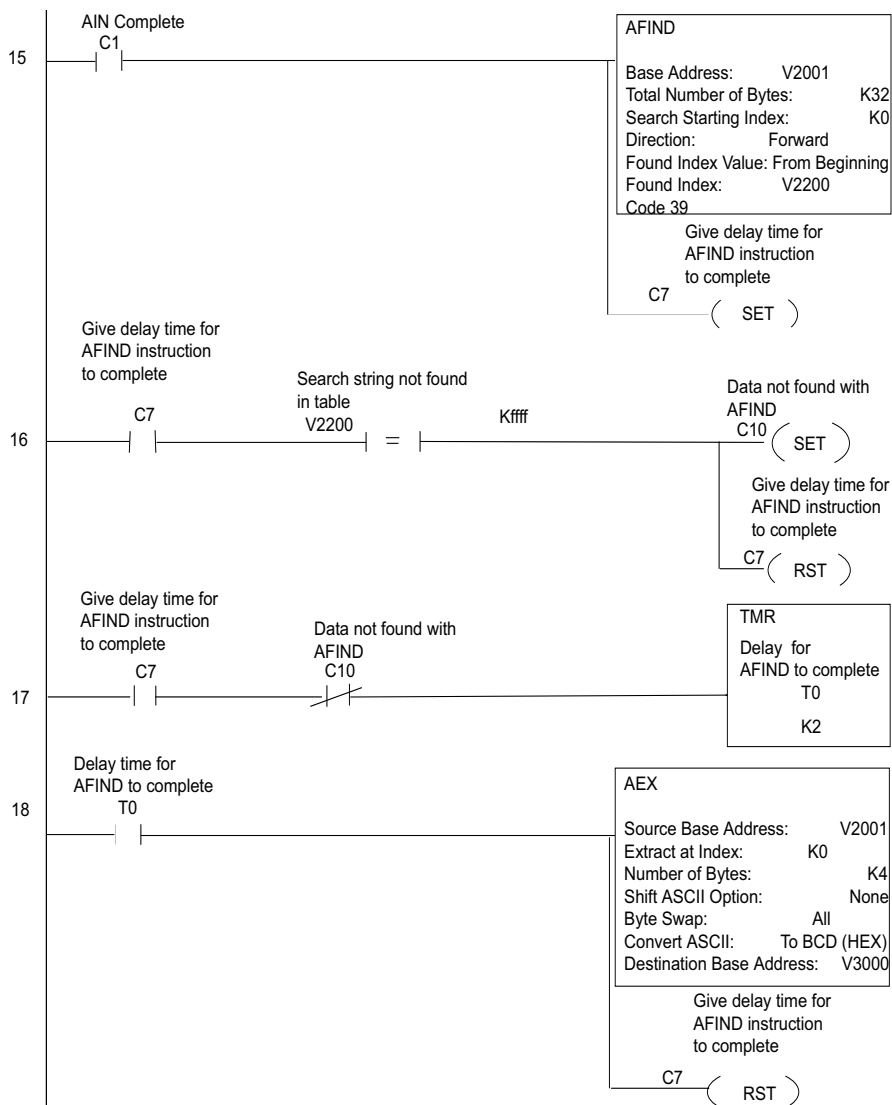 AIN Complete
C1
15
AFIND
Base Address: V2001
Total Number of Bytes: K32
Search Starting Index: K0
Direction: Forward
Found Index Value: From Beginning
Found Index: V2200
Code 39
Give delay time for
AFIND instruction
to complete
C7
SET
Give delay time for
AFIND instruction
to complete
C7
16
Search string not found
in table
V2200
=
Kffff
Data not found with
AFIND
C10
SET
Give delay time for
AFIND instruction
to complete
C7
RST
Give delay time for
AFIND instruction
to complete
C7
17
Data not found with
AFIND
C10
TMR
Delay for
AFIND to complete
T0
K2
Delay time for
AFIND to complete
T0
18
AEX
Source Base Address: V2001
Extract at Index: K0
Number of Bytes: K4
Shift ASCII Option: None
Byte Swap: All
Convert ASCII: To BCD (HEX)
Destination Base Address: V3000
Give delay time for
AFIND instruction
to complete
C7
RST